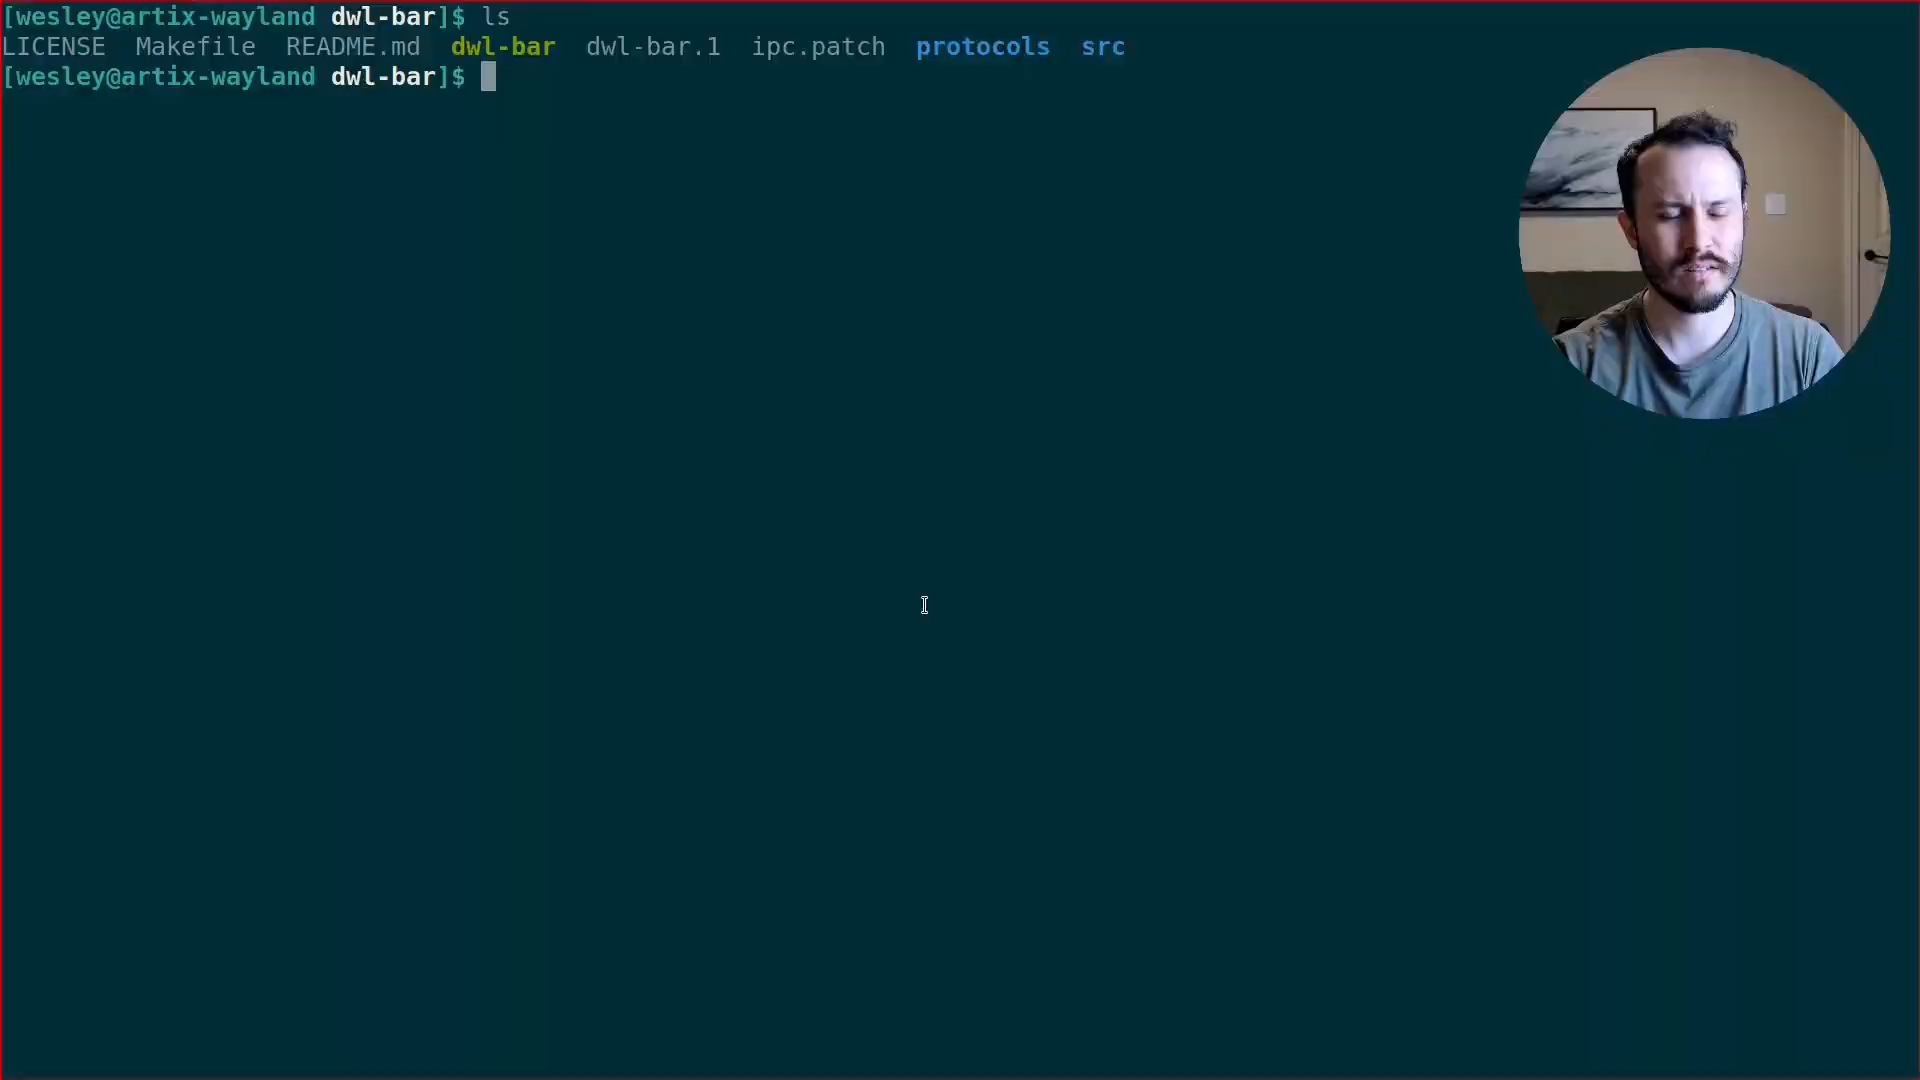 [wesley@artix-wayland dwl-bar]$ ls
LICENSE  Makefile  README.md  dwl-bar  dwl-bar.1  ipc.patch  protocols  src
[wesley@artix-wayland dwl-bar]$